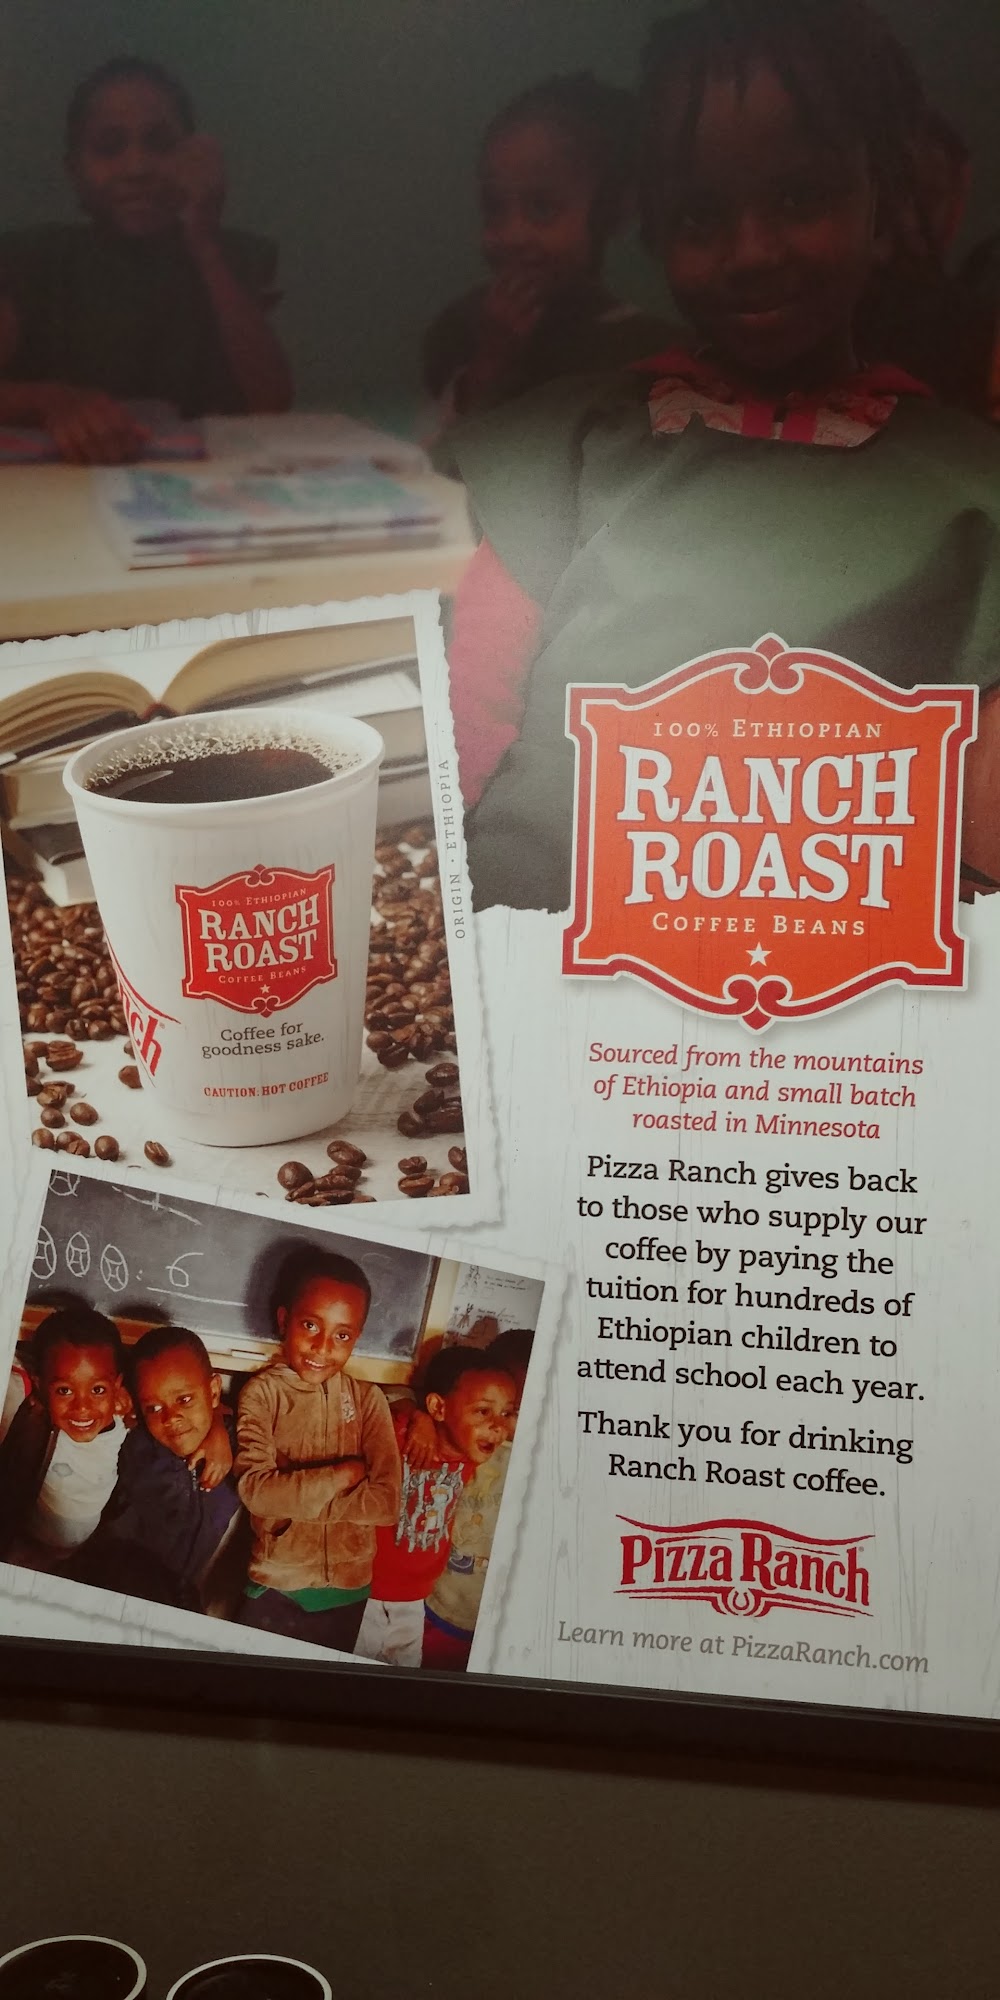 100% ETHIOPIAN
RANCH
ROAST
COFFEE BEANS
ORIGIN · ETHIOPIA
100% ETHIOPIAN
RANCH
ROAST
COFFEE BEANS
Coffee for
goodness sake.
CAUTION: HOT COFFEE
Sourced from the mountains
of Ethiopia and small batch
roasted in Minnesota
Pizza Ranch gives back
to those who supply our
coffee by paying the
tuition for hundreds of
Ethiopian children to
attend school each year.
Thank you for drinking
Ranch Roast coffee.
6
Pizza Ranch
Learn more at PizzaRanch.com